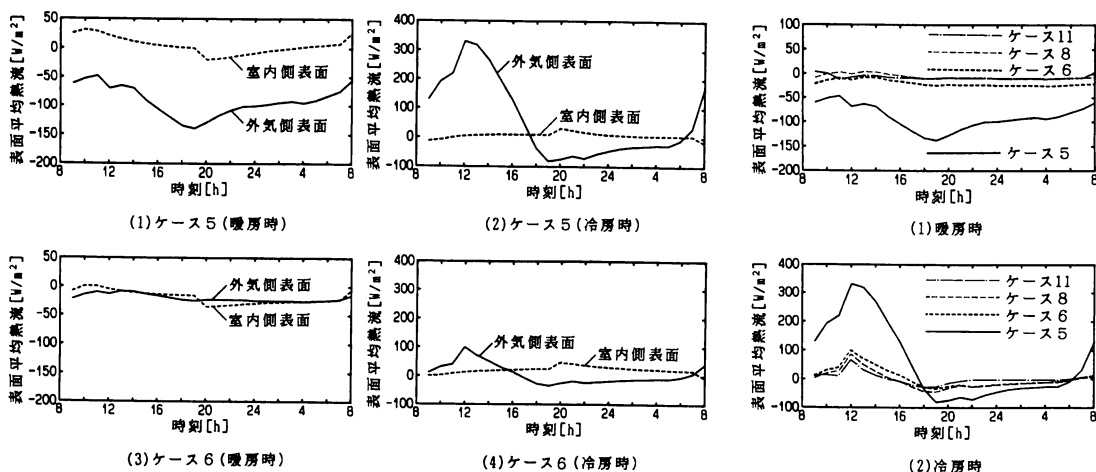 50
0
-50
-100
-150
-200
表面平均熱流[W/m²]
室内側表面
外気側表面
8 12 16 20 24 4 8
時刻[h]
(1)ケース5(暖房時)
400
300
200
100
0
-100
表面平均熱流[W/m²]
外気側表面
室内側表面
8 12 16 20 24 4 8
時刻[h]
(2)ケース5(冷房時)
100
50
0
-50
-100
-150
-200
表面平均熱流[W/m²]
ケース11
ケース8
ケース6
ケース5
8 12 16 20 24 4 8
時刻[h]
(1)暖房時
50
0
-50
-100
-150
-200
表面平均熱流[W/m²]
外気側表面
室内側表面
8 12 16 20 24 4 8
時刻[h]
(3)ケース6(暖房時)
400
300
200
100
0
-100
表面平均熱流[W/m²]
外気側表面
室内側表面
8 12 16 20 24 4 8
時刻[h]
(4)ケース6(冷房時)
400
300
200
100
0
-100
表面平均熱流[W/m²]
ケース11
ケース8
ケース6
ケース5
8 12 16 20 24 4 8
時刻[h]
(2)冷房時